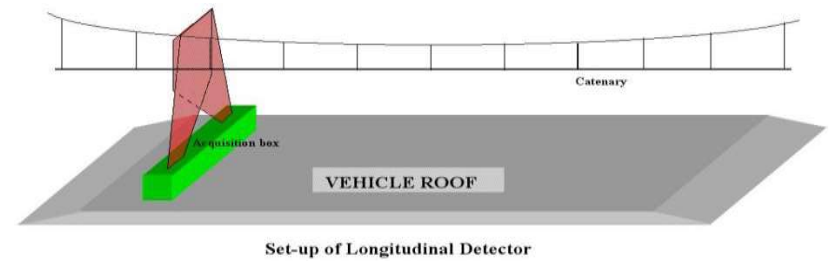 Catenary
Acquisition box
VEHICLE ROOF
Set-up of Longitudinal Detector